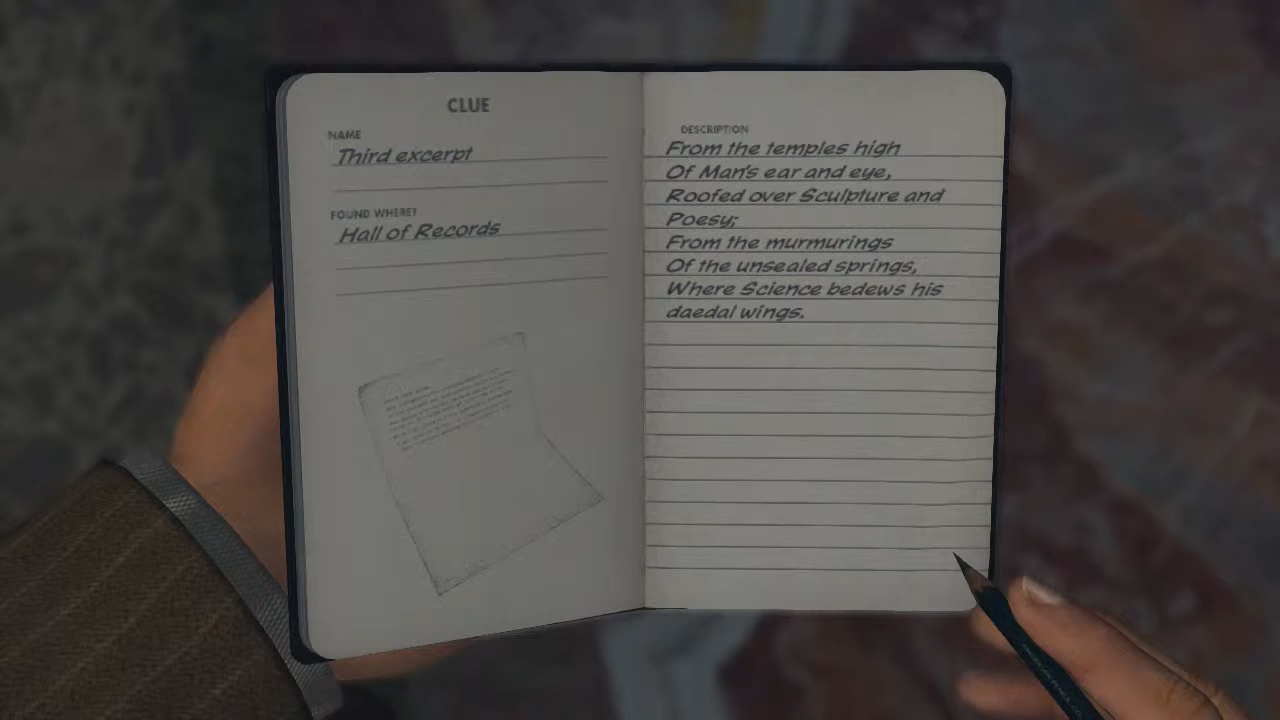 CLUE
NAME
Third excerpt
FOUND WHERE?
Hall of Records
DESCRIPTION
From the temples high
Of Man's ear and eye,
Roofed over Sculpture and
Poesy;
From the murmurings
Of the unsealed springs,
Where Science bedews his
daedal wings.